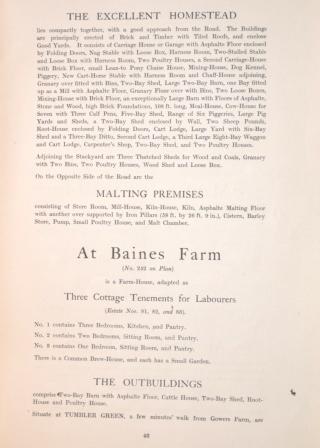 THE EXCELLENT HOMESTEAD
lies compactly together, with a good approach from the Road. The Buildings
are principally erected of Brick and Timber with Tiled Roofs, and enclose
Good Yards. It consists of Carriage House or Garage with Asphalte Floor enclosed
by Folding Doors, Nag Stable with Loose Box, Harness Room, Two-Stalled Stable
and Loose Box with Harness Room, Two Poultry Houses, a Second Carriage-House
with Brick Floor, small Lean-to Pony Chaise House, Mixing-House, Dog Kennel,
Piggery, New Cart-Horse Stable with Harness Room and Chaff-House adjoining,
Granary over fitted with Bins, Two-Bay Shed, Large Two-Bay Barn, one Bay fitted
up as a Mill with Asphalte Floor, Granary Floor over with Bins, Two Loose Boxes,
Mixing-House with Brick Floor, an exceptionally Large Barn with Floors of Asphalte,
Stone and Wood, high Brick Foundations, 108 ft. long, Meal-House, Cow-House for
Seven with Three Calf Pens, Five-Bay Shed, Range of Six Piggeries, Large Pig
Yards and Sheds, a Two-Bay Shed enclosed by Wall, Two Sheep Pounds,
Root-House enclosed by Folding Doors, Cart Lodge, Large Yard with Six-Bay
Shed and a Three-Bay Ditto, Second Cart Lodge, a Third Large Eight-Bay Waggon
and Cart Lodge, Carpenter's Shop, Two-Bay Shed, and Two Poultry Houses.
Adjoining the Stockyard are Three Thatched Sheds for Wood and Coals, Granary
with Two Bins, Two Poultry Houses, Wood Shed and Loose Box.
On the Opposite Side of the Road are the
MALTING PREMISES
consisting of Store Room, Mill-House, Kiln-House, Kiln, Asphalte Malting Floor
with another over supported by Iron Pillars (58 ft. by 26 ft. 9 in.), Cistern, Barley
Store, Pump, Small Poultry House, and Malt Chamber.
At Baines Farm
(No. 242 on Plan)
is a Farm-House, adapted as
Three Cottage Tenements for Labourers
(Estate Nos. 81, 82, and 83).
No. 1 contains Three Bedrooms, Kitchen, and Pantry.
No. 2 contains Two Bedrooms, Sitting Room, and Pantry.
No. 3 contains One Bedroom, Sitting Room, and Pantry.
There is a Common Brew-House, and each has a Small Garden.
THE OUTBUILDINGS
comprise Two-Bay Barn with Asphalte Floor, Cattle House, Two-Bay Shed, Root-
House and Poultry House.
Situate at TUMBLER GREEN, a few minutes' walk from Gowers Farm, are